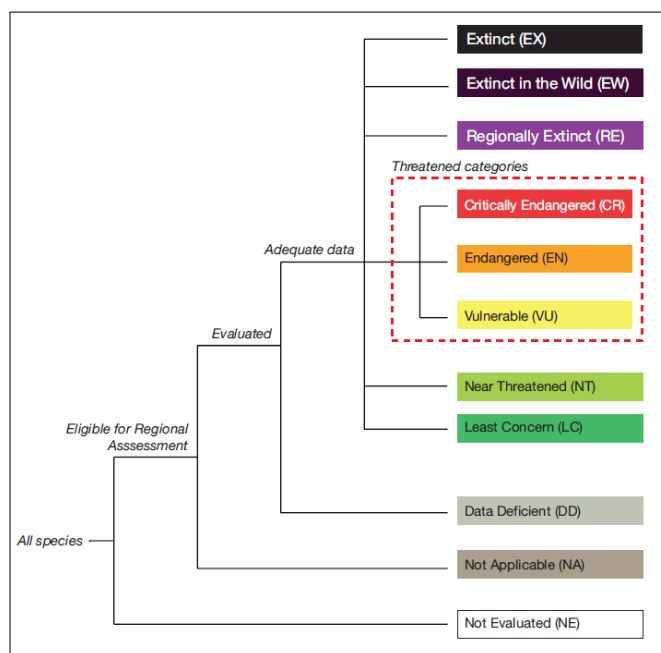 Extinct (EX)
Extinct in the Wild (EW)
Regionally Extinct (RE)
Threatened categories
Critically Endangered (CR)
Adequate data
Endangered (EN)
Vulnerable (VU)
Evaluated
Near Threatened (NT)
Eligible for Regional
Asssessment
Least Concern (LC)
Data Deficient (DD)
All species
Not Applicable (NA)
Not Evaluated (NE)